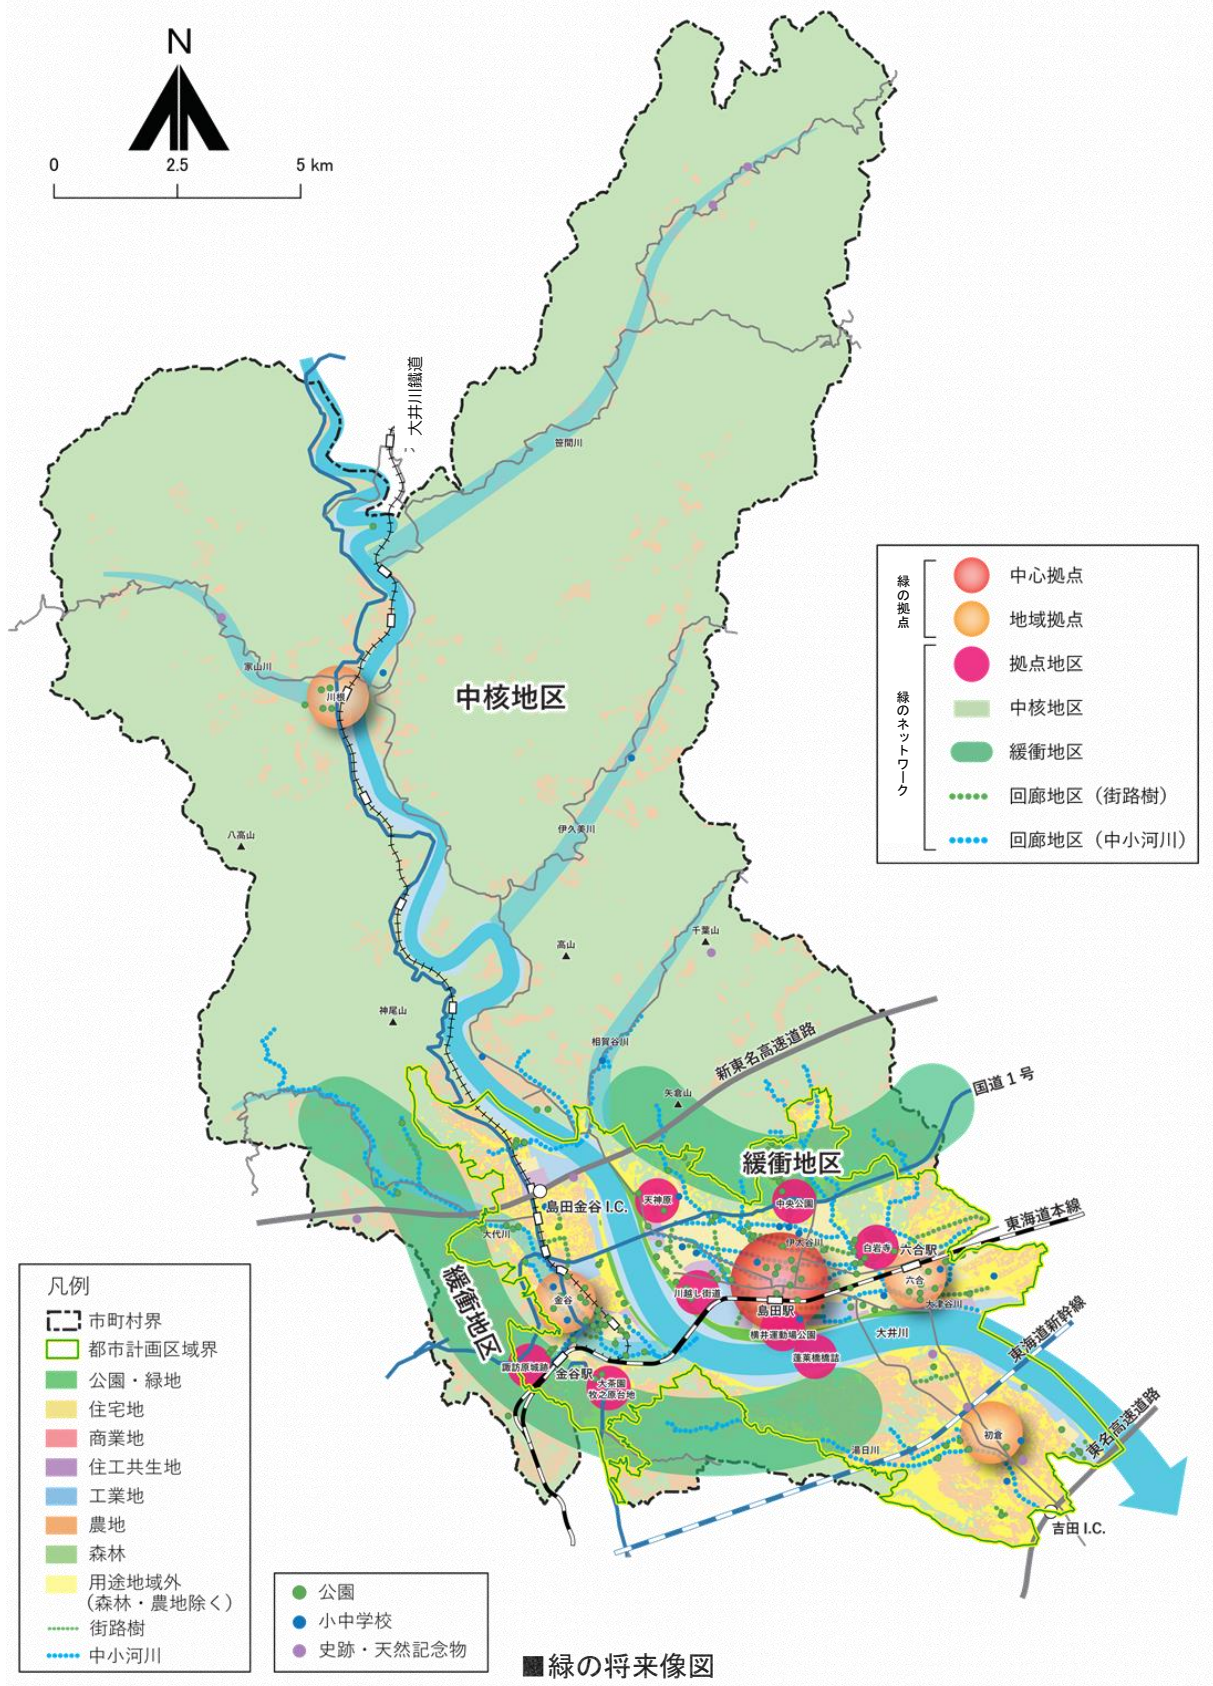 N
0 2.5 5 km
大井川鐵道
笹間川
家山川
川根
中核地区
緑の拠点
中心拠点
地域拠点
緑のネットワーク
拠点地区
中核地区
緩衝地区
回廊地区（街路樹）
回廊地区（中小河川）
八高山
伊久美川
千葉山
高山
神尾山
相賀谷川
新東名高速道路
矢倉山
国道1号
緩衝地区
天神原
中央公園
島田金谷I.C.
東海道本線
大代川
伊太谷川
白岩寺
六合駅
六合
緩衝地区
金谷
川越し街道
島田駅
大津谷川
横井運動場公園
大井川
東海道新幹線
蓬莱橋橋詰
諏訪原城跡
金谷駅
大茶園
牧之原台地
東名高速道路
初倉
湯日川
吉田I.C.
凡例
市町村界
都市計画区域界
公園・緑地
住宅地
商業地
住工共生地
工業地
農地
森林
用途地域外
（森林・農地除く）
街路樹
中小河川
公園
小中学校
史跡・天然記念物
■緑の将来像図